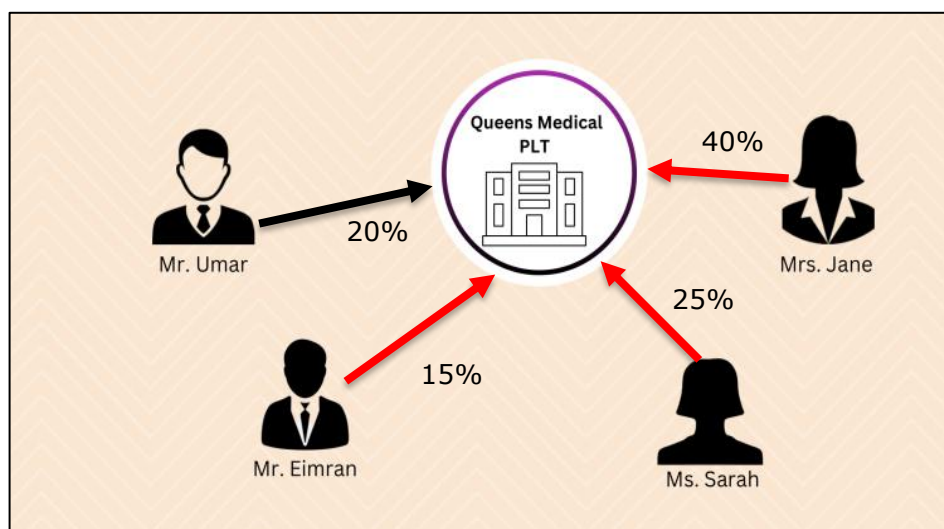 Queens Medical
PLT
40%
20%
Mr. Umar
Mrs. Jane
25%
15%
Mr. Eimran
Ms. Sarah